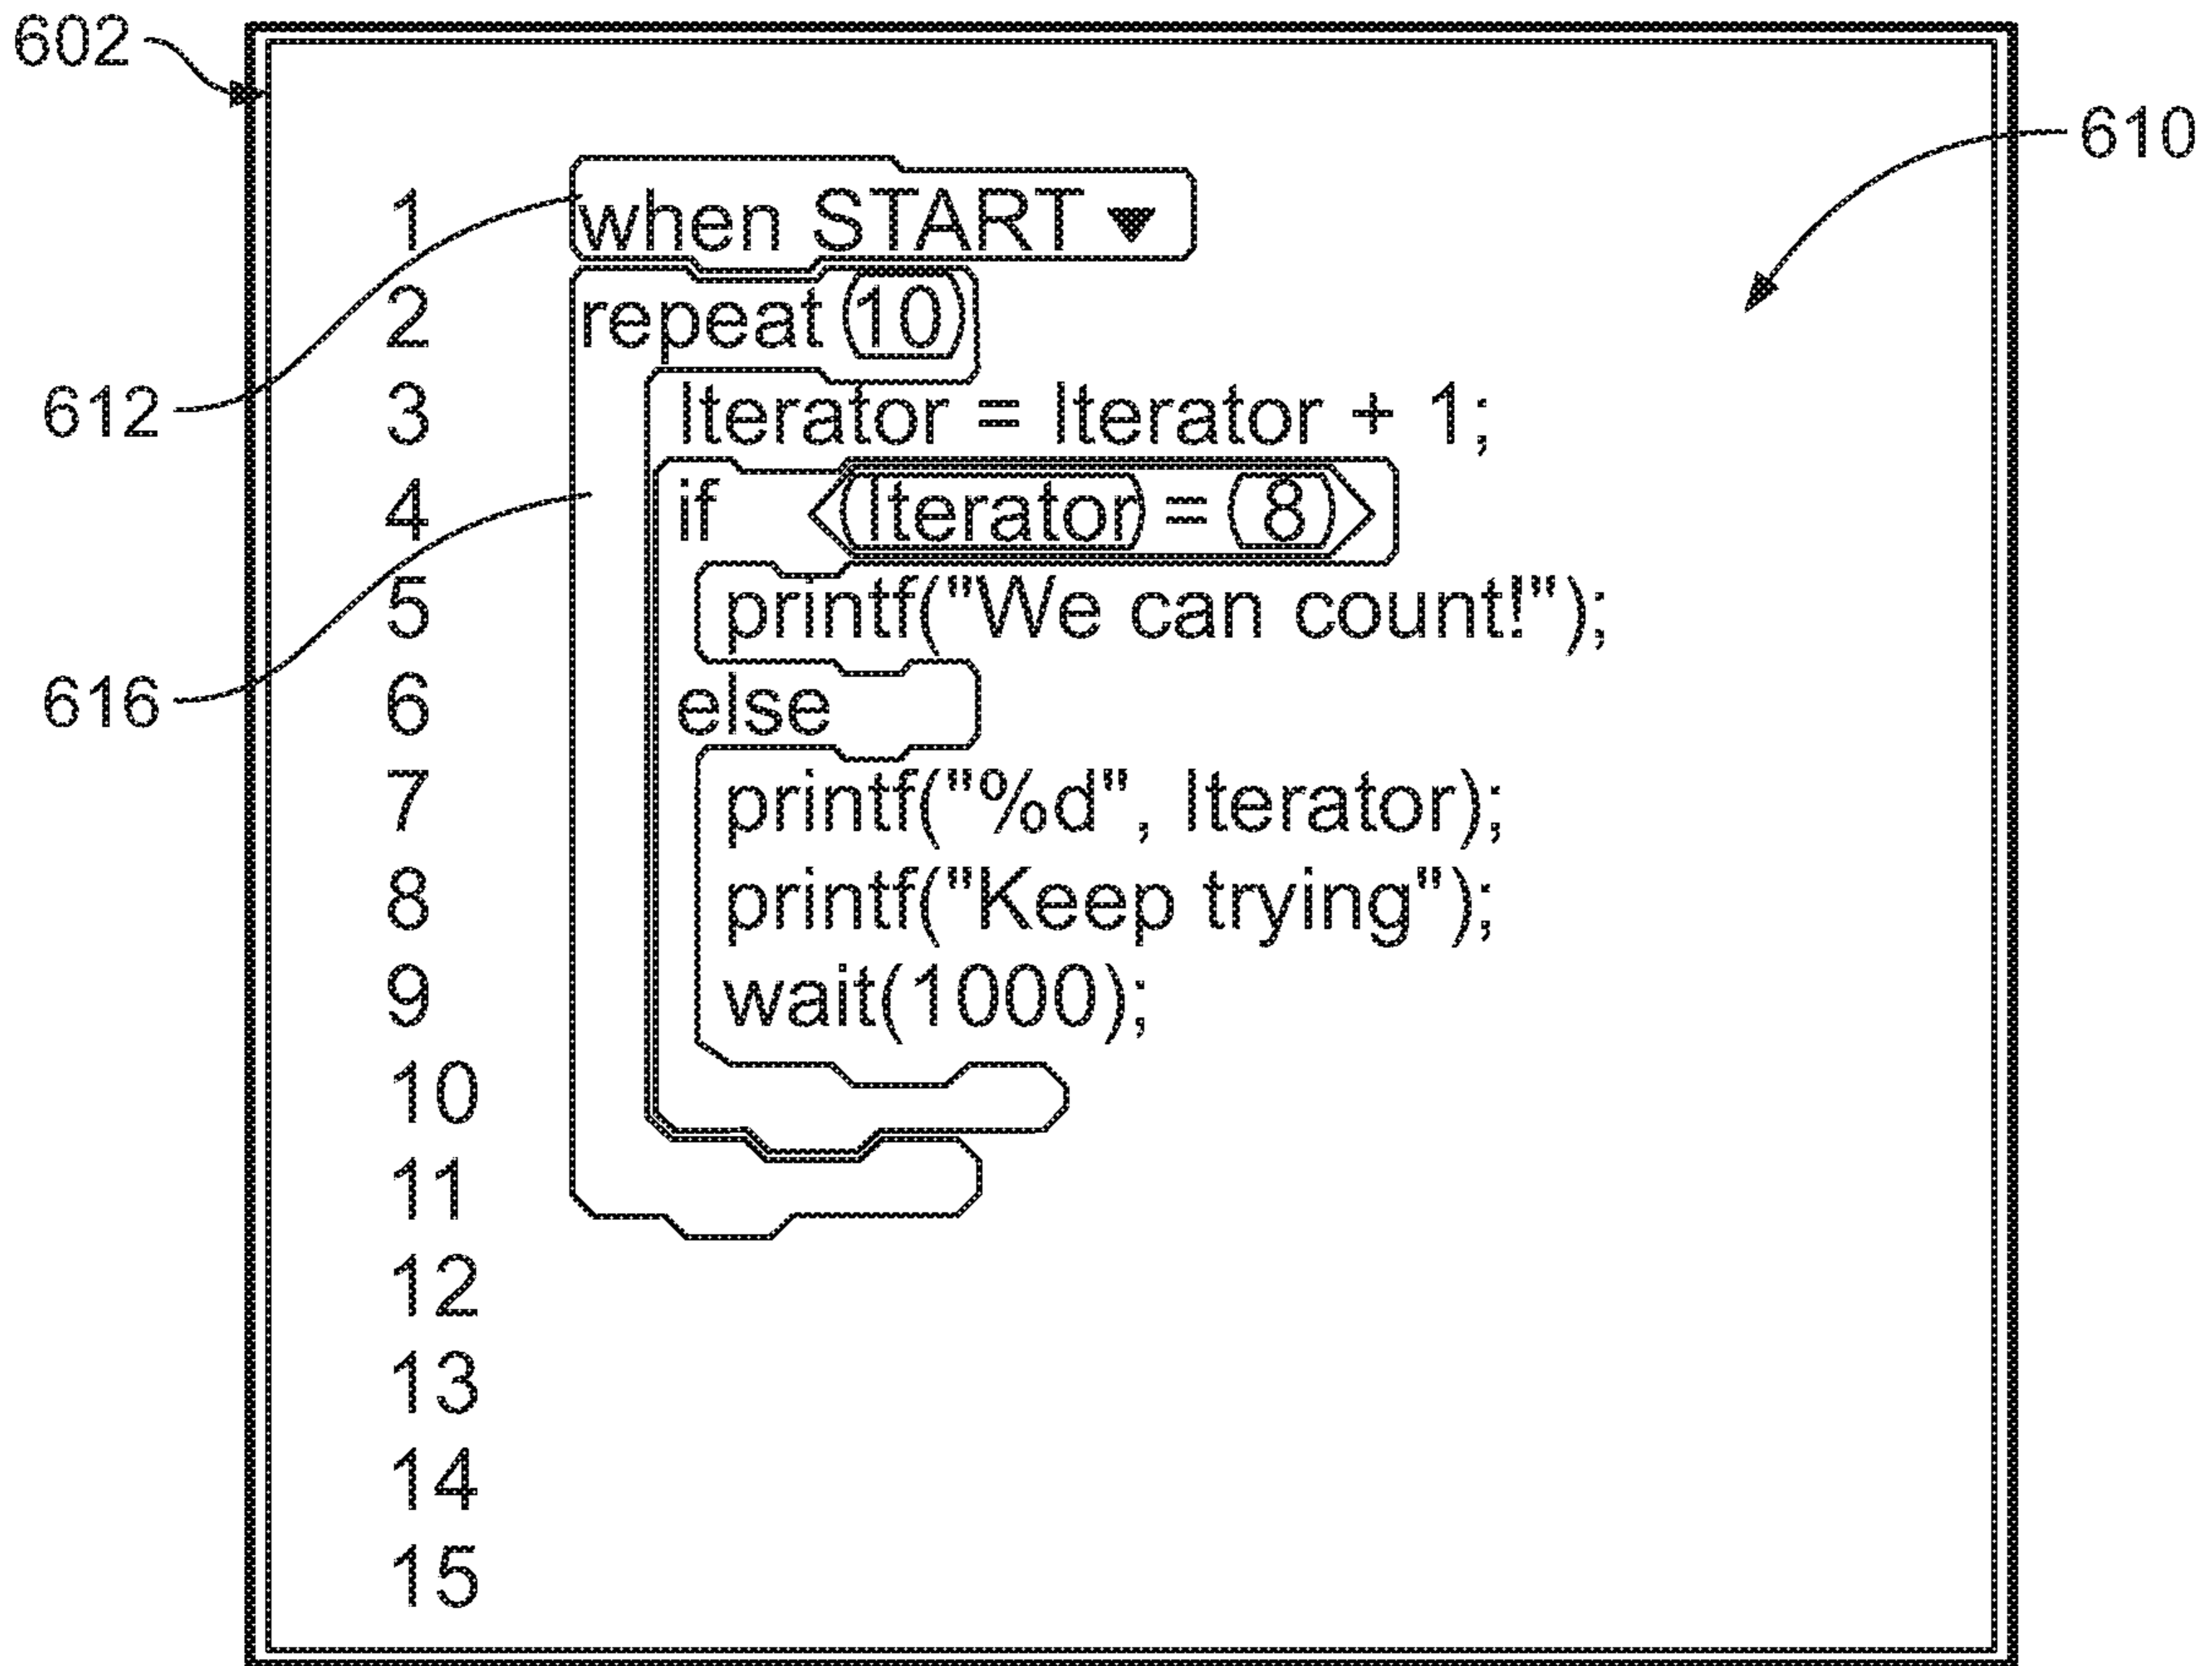 602
610
1 when START ▼
2 repeat (10)
612
3 Iterator = Iterator + 1;
4 if <(Iterator) = (8)>
5 printf("We can count!");
616
6 else
7 printf("%d", Iterator);
8 printf("Keep trying");
9 wait(1000);
10
11
12
13
14
15